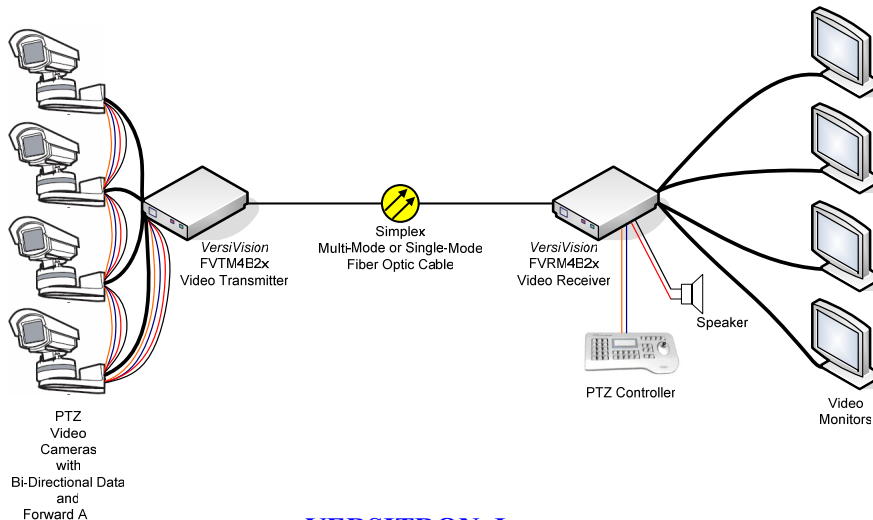 Simplex
Multi-Mode or Single-Mode
Fiber Optic Cable
VersiVision
FVTM4B2x
Video Transmitter
VersiVision
FVRM4B2x
Video Receiver
Speaker
PTZ Controller
Video
Monitors
PTZ
Video
Cameras
with
Bi-Directional Data
and
Forward A
VERSITRON, I